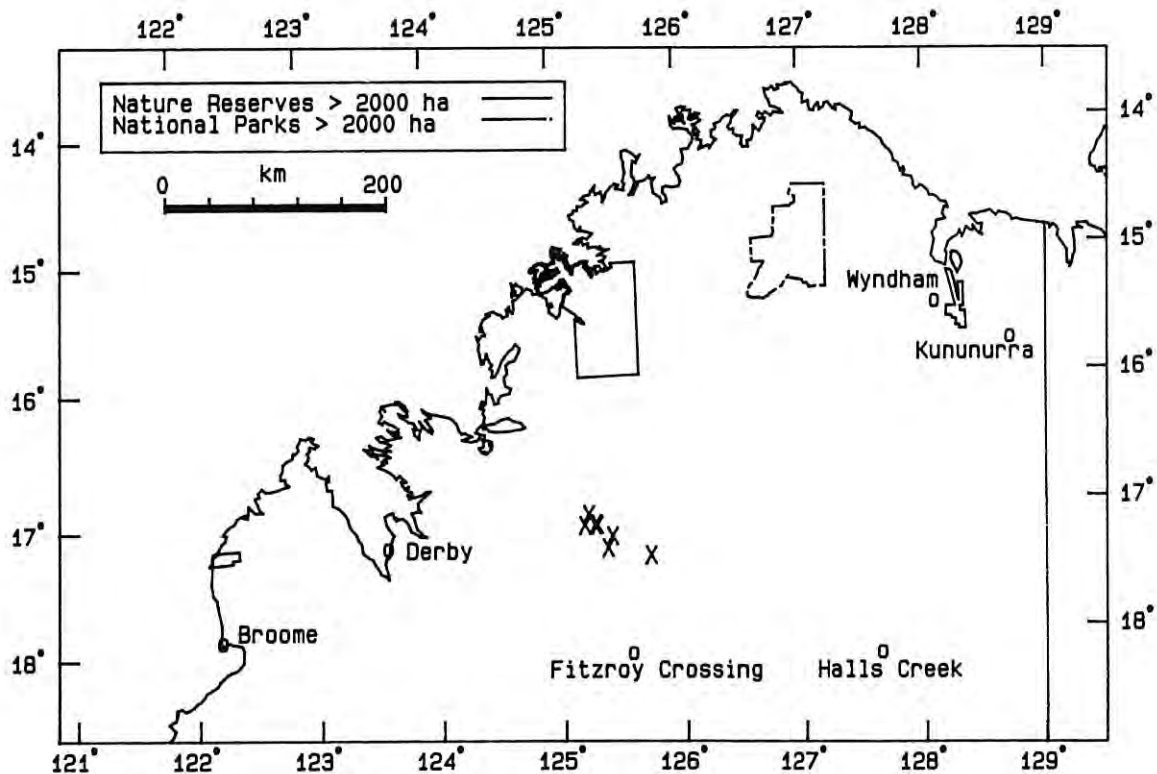 122° 123° 124° 125° 126° 127° 128° 129°
Nature Reserves > 2000 ha
National Parks > 2000 ha
14°
14°
km
0 200
15°
15°
Wyndham
Kununurra
16°
16°
17°
17°
X
X X
X
X X
Derby
Broome
18°
18°
Fitzroy Crossing
Halls Creek
121° 122° 123° 124° 125° 126° 127° 128° 129°